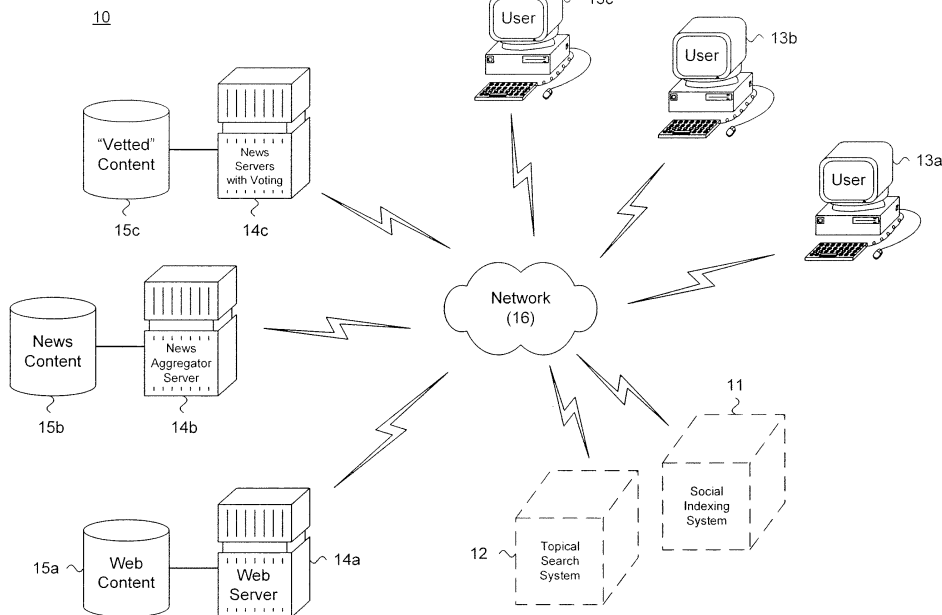 10
User
13c
User
13b
User
13a
"Vetted"
Content
15c
News
Servers
with Voting
14c
Network
(16)
News
Content
15b
News
Aggregator
Server
14b
11
Social
Indexing
System
12
Topical
Search
System
15a
Web
Content
Web
Server
14a